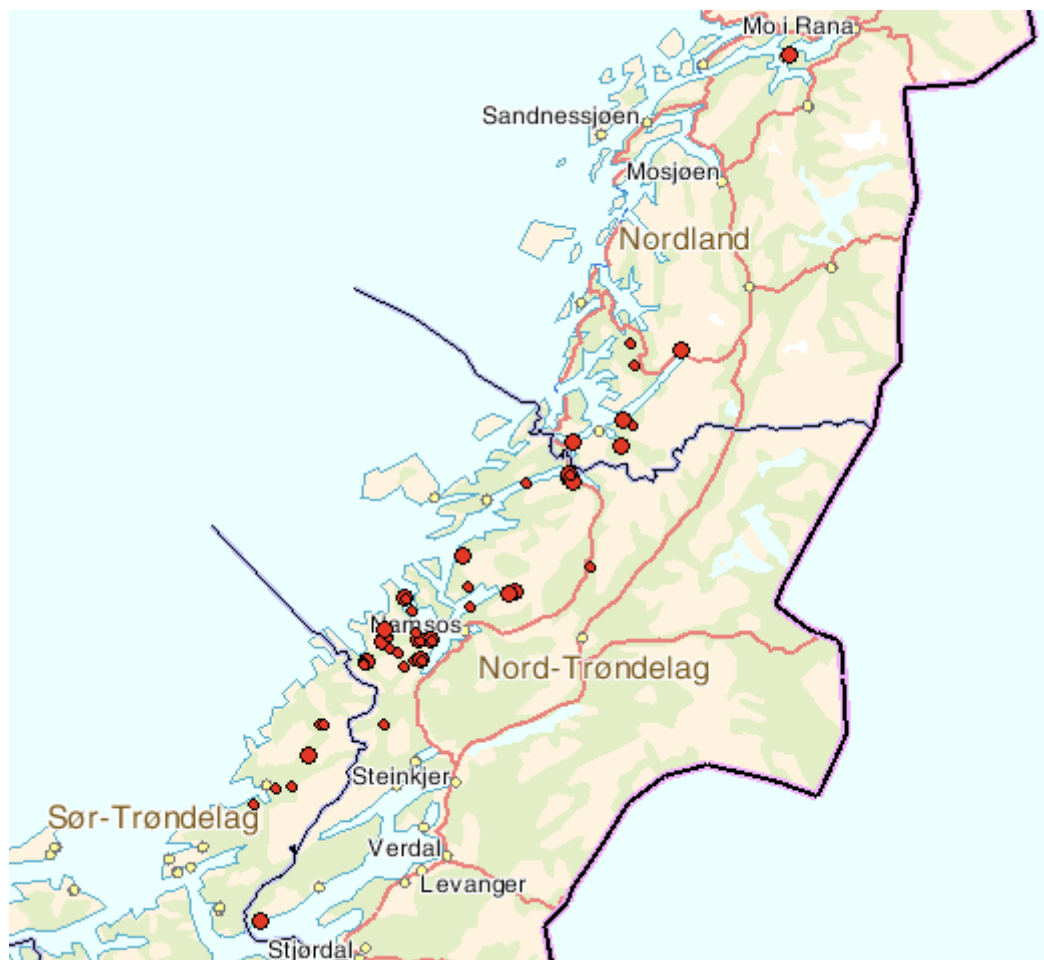 Mo i Rana
Sandnessjøen
Mosjøen
Nordland
Namsos
Nord-Trøndelag
Steinkjer
Sør-Trøndelag
Verdal
Levanger
Stjørdal